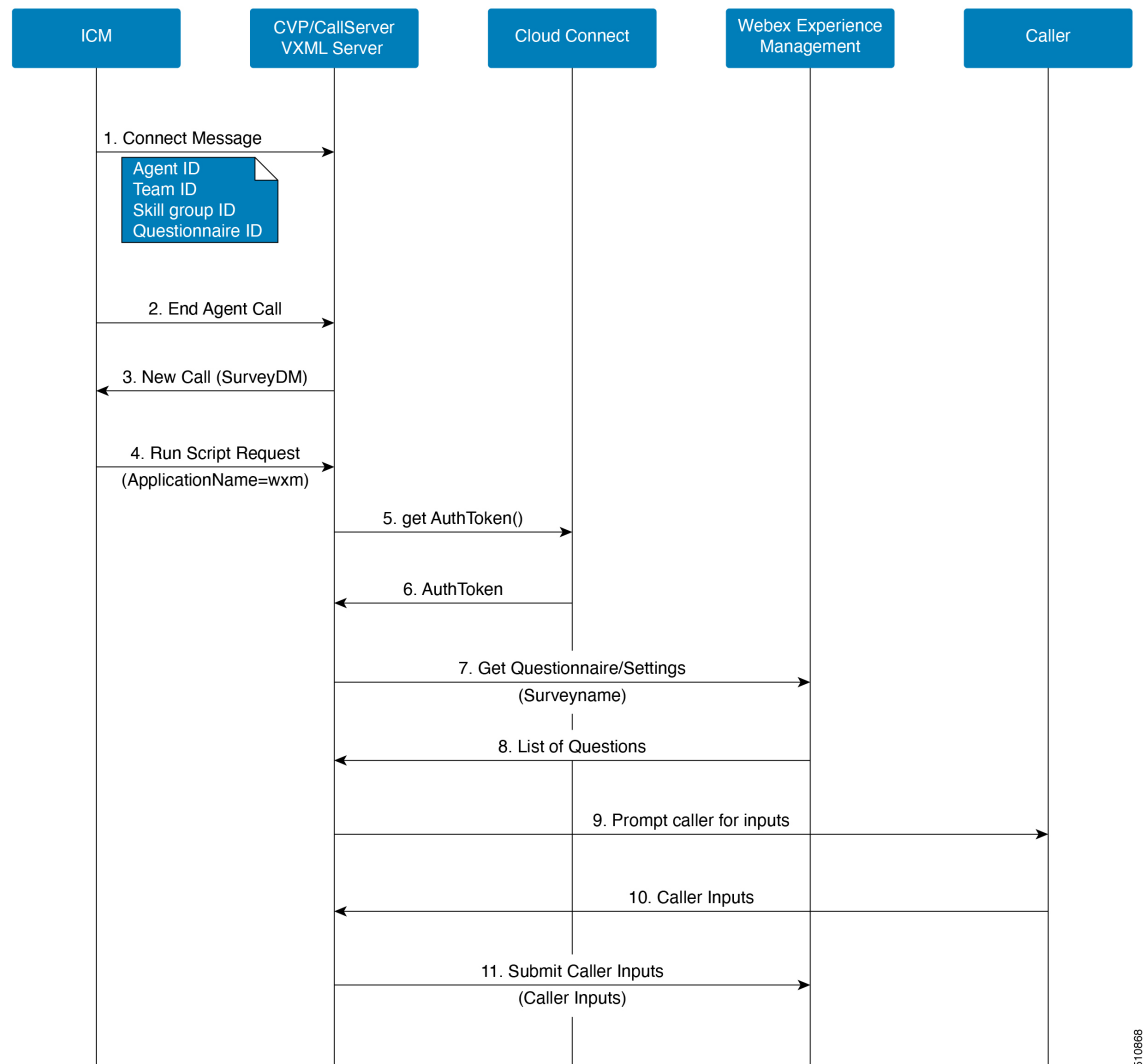 ICM
CVP/CallServer
VXML Server
Cloud Connect
Webex Experience
Management
Caller
1. Connect Message
Agent ID
Team ID
Skill group ID
Questionnaire ID
2. End Agent Call
3. New Call (SurveyDM)
4. Run Script Request
(ApplicationName=wxm)
5. get AuthToken()
6. AuthToken
7. Get Questionnaire/Settings
(Surveyname)
8. List of Questions
9. Prompt caller for inputs
10. Caller Inputs
11. Submit Caller Inputs
(Caller Inputs)
510868